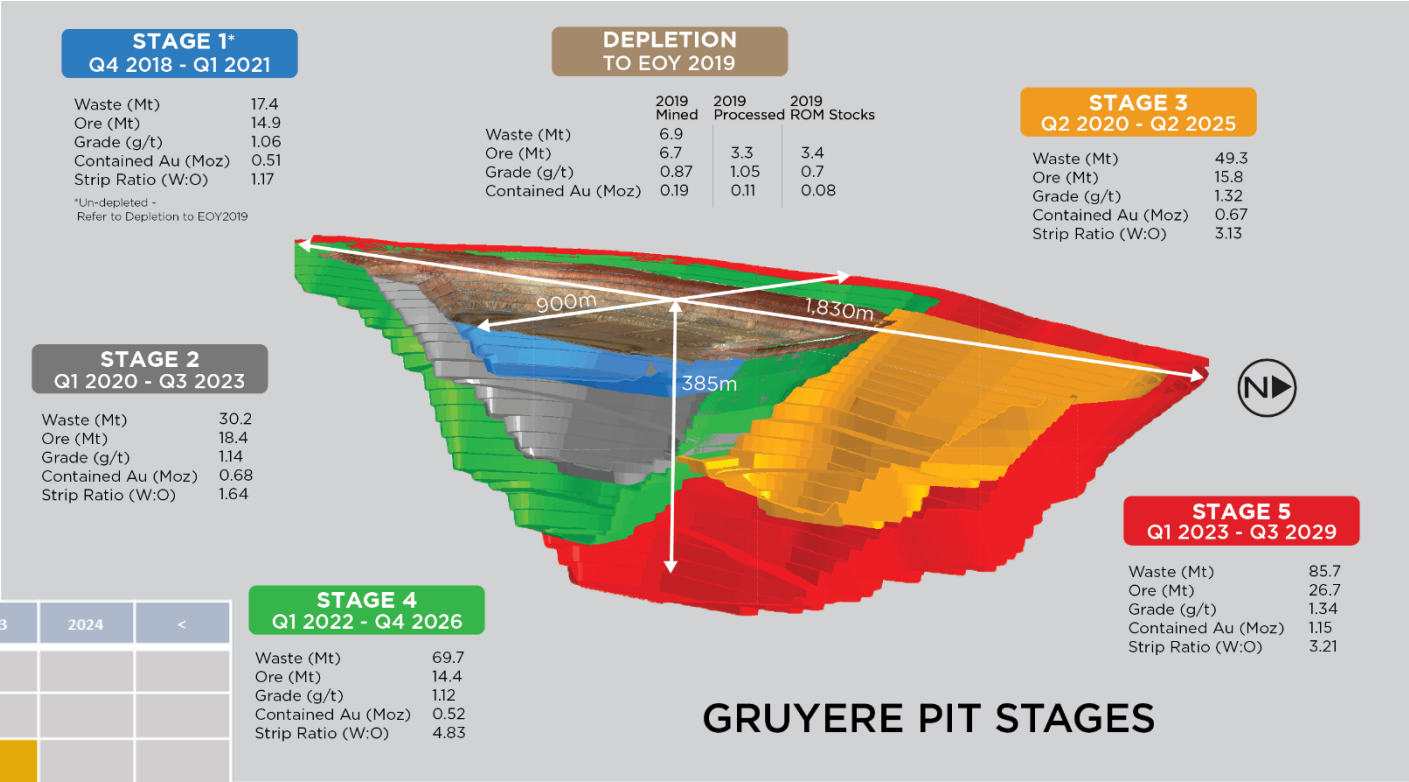 STAGE 1*
Q4 2018 - Q1 2021
Waste (Mt) 17.4
Ore (Mt) 14.9
Grade (g/t) 1.06
Contained Au (Moz) 0.51
Strip Ratio (W:O) 1.17
*Un-depleted -
Refer to Depletion to EOY2019
DEPLETION
TO EOY 2019
2019 2019 2019
Mined Processed ROM Stocks
Waste (Mt) 6.9
Ore (Mt) 6.7 3.3 3.4
Grade (g/t) 0.87 1.05 0.7
Contained Au (Moz) 0.19 0.11 0.08
STAGE 3
Q2 2020 - Q2 2025
Waste (Mt) 49.3
Ore (Mt) 15.8
Grade (g/t) 1.32
Contained Au (Moz) 0.67
Strip Ratio (W:O) 3.13
900m
1,830m
385m
N
STAGE 2
Q1 2020 - Q3 2023
Waste (Mt) 30.2
Ore (Mt) 18.4
Grade (g/t) 1.14
Contained Au (Moz) 0.68
Strip Ratio (W:O) 1.64
STAGE 5
Q1 2023 - Q3 2029
Waste (Mt) 85.7
Ore (Mt) 26.7
Grade (g/t) 1.34
Contained Au (Moz) 1.15
Strip Ratio (W:O) 3.21
3 2024 <
STAGE 4
Q1 2022 - Q4 2026
Waste (Mt) 69.7
Ore (Mt) 14.4
Grade (g/t) 1.12
Contained Au (Moz) 0.52
Strip Ratio (W:O) 4.83
GRUYERE PIT STAGES